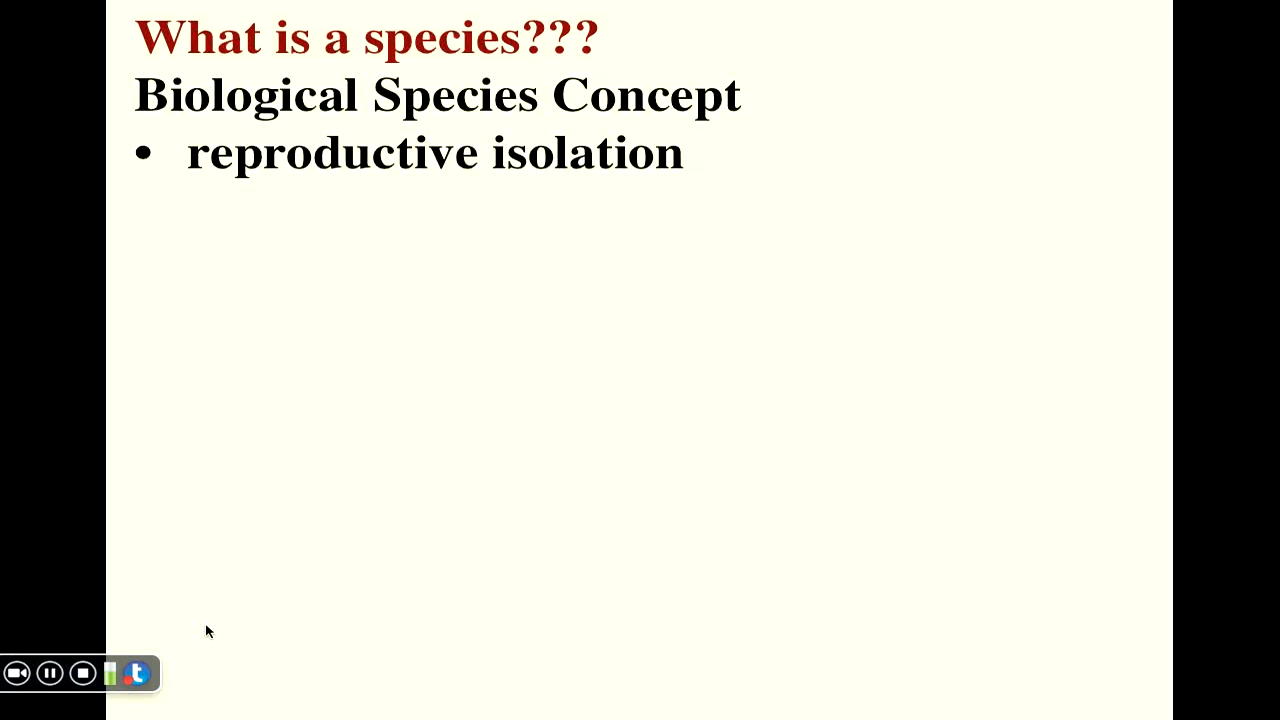 What is a species???
Biological Species Concept
• reproductive isolation
t